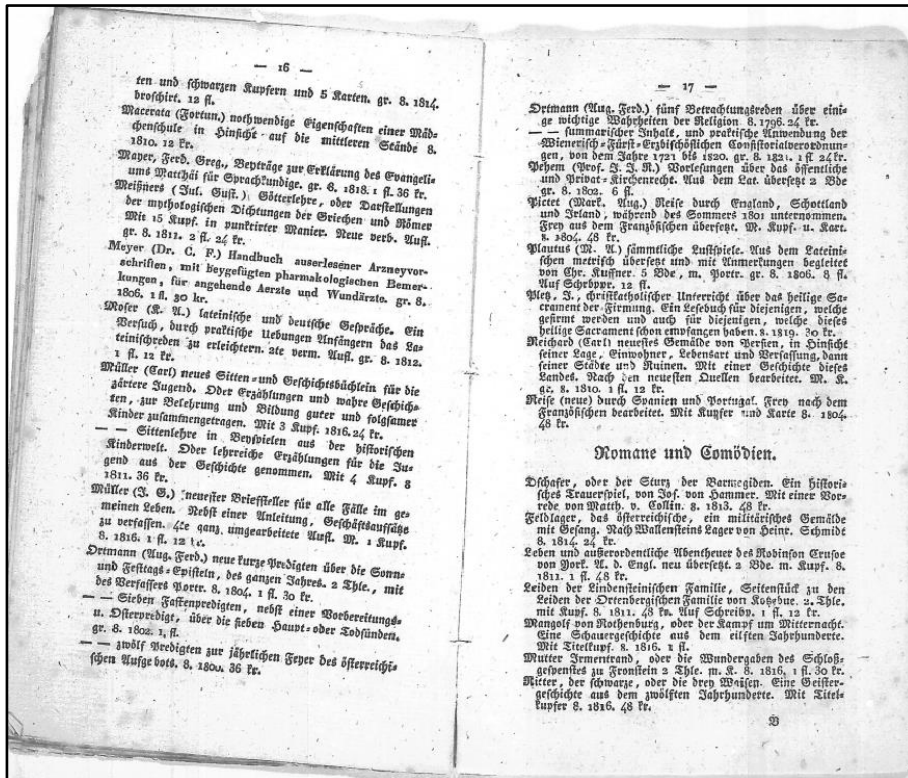 — 16 —
ten und schwarzen Kupfern und 5 Karten. gr. 8. 1814.
broschirt. 12 fl.
Macerata (Fortun.) nothwendige Eigenschaften einer Mäd-
chenschule in Hinsicht auf die mittleren Stände 8.
1810. 12 kr.
Mayer, Ferd. Greg., Beyträge zur Erklärung des Evangeli-
ums Matthäi für Sprachkundige. gr. 8. 1818. 1 fl. 36 kr.
Meißners (Jul. Gust.) Götterlehre, oder Darstellungen
der mythologischen Dichtungen der Griechen und Römer
Mit 15 Kupf. in punktirter Manier. Neue verb. Aufl.
gr. 8. 1811. 2 fl. 24 kr.
Meyer (Dr. C. F.) Handbuch auserlesener Arzneyvor-
schriften, mit beygefügten pharmakologischen Bemer-
kungen, für angehende Aerzte und Wundärzte. gr. 8.
1806. 1 fl. 30 kr.
Moser (K. A.) lateinische und deutsche Gespräche. Ein
Versuch, durch praktische Uebungen Anfängern das La-
teinischreden zu erleichtern. 2te verm. Aufl. gr. 8. 1812.
1 fl. 12 kr.
Müller (Carl) neues Sitten- und Geschichtsbüchlein für die
zärtere Jugend. Oder Erzählungen und wahre Geschich-
ten, zur Belehrung und Bildung guter und folgsamer
Kinder zusammengetragen. Mit 3 Kupf. 1816. 24 kr.
— — Sittenlehre in Beyspielen aus der historischen
Kinderwelt. Oder lehrreiche Erzählungen für die Ju-
gend aus der Geschichte genommen. Mit 4 Kupf. 8
1811. 36 kr.
Müller (J. G.) neuester Briefsteller für alle Fälle im ge-
meinen Leben. Nebst einer Anleitung, Geschäftsaufsätze
zu verfassen. 4te ganz umgearbeitete Aufl. M. 1 Kupf.
8. 1816. 1 fl. 12 kr.
Ortmann (Aug. Ferd.) neue kurze Predigten über die Sonn-
und Festtags-Episteln, des ganzen Jahres. 2 Thle., mit
des Verfassers Portr. 8. 1804. 1 fl. 30 kr.
— — Sieben Fastenpredigten, nebst einer Vorbereitungs-
u. Osterpredigt, über die sieben Haupt- oder Todsünden.
gr. 8. 1802. 1 fl.
— — zwölf Predigten zur jährlichen Feyer des österreichi-
schen Aufgebots. 8. 1800. 36 kr.
— 17 —
Ortmann (Aug. Ferd.) fünf Betrachtungsreden über eini-
ge wichtige Wahrheiten der Religion 8. 1796. 24 kr.
— — summarischer Inhalt, und praktische Anwendung der
Wienerisch-Fürst-Erzbischöflichen Consistorialverordnun-
gen, von dem Jahre 1721 bis 1820. gr. 8. 1821. 1 fl 24 kr.
Pehem (Prof. J. J. N.) Vorlesungen über das öffentliche
und Privat-Kirchenrecht. Aus dem Lat. übersetzt 2 Bde
gr. 8. 1802. 6 fl.
Pictet (Mark. Aug.) Reise durch England, Schottland
und Irland, während des Sommers 1801 unternommen.
Frey aus dem Französischen übersetzt. M. Kupf. u. Kart.
8. 1804. 48 kr.
Plautus (M. A.) sämmtliche Lustspiele. Aus dem Lateini-
schen metrisch übersetzt und mit Anmerkungen begleitet
von Chr. Kuffner. 5 Bde, m. Portr. gr. 8. 1806. 8 fl.
Auf Schrbppr. 12 fl.
Pletz, J., christkatholischer Unterricht über das heilige Sa-
crament der Firmung. Ein Lesebuch für diejenigen, welche
gefirmt werden und auch für diejenigen, welche dieses
heilige Sacrament schon empfangen haben. 8. 1819. 30 kr.
Reichard (Carl) neuestes Gemälde von Persien, in Hinsicht
seiner Lage, Einwohner, Lebensart und Verfassung, dann
seiner Städte und Ruinen. Mit einer Geschichte dieses
Landes. Nach den neuesten Quellen bearbeitet. M. K.
gr. 8. 1810. 1 fl. 12 kr.
Reise (neue) durch Spanien und Portugal. Frey nach dem
Französischen bearbeitet. Mit Kupfer und Karte 8. 1804.
48 kr.
Romane und Comödien.
Dschafer, oder der Sturz der Barmegiden. Ein histori-
sches Trauerspiel, von Jos. von Hammer. Mit einer Vor-
rede von Matth. v. Collin. 8. 1813. 48 kr.
Feldlager, das österreichische, ein militärisches Gemälde
mit Gesang. Nach Wallensteins Lager von Heinr. Schmidt
8. 1814. 24 kr.
Leben und außerordentliche Abentheuer des Robinson Crusoe
von York. A. d. Engl. neu übersetzt. 2 Bde. m. Kupf. 8.
1811. 1 fl. 48 kr.
Leiden der Lindensteinischen Familie, Seitenstück zu den
Leiden der Ortenbergischen Familie von Kotzebue. 2. Thle.
mit Kupf. 8. 1811. 48 kr. Auf Schreibp. 1 fl. 12 kr.
Mangolf von Rothenburg, oder der Kampf um Mitternacht.
Eine Schauergeschichte aus dem eilften Jahrhunderte.
Mit Titelkupf. 8. 1816. 1 fl.
Mutter Irmentrand, oder die Wundergaben des Schloß-
gespenstes zu Fronstein 2 Thle. m. K. 8. 1816. 1 fl. 30 kr.
Ritter, der schwarze, oder die drey Waisen. Eine Geister-
geschichte aus dem zwölften Jahrhunderte. Mit Titel-
kupfer 8. 1816. 48 kr.
B